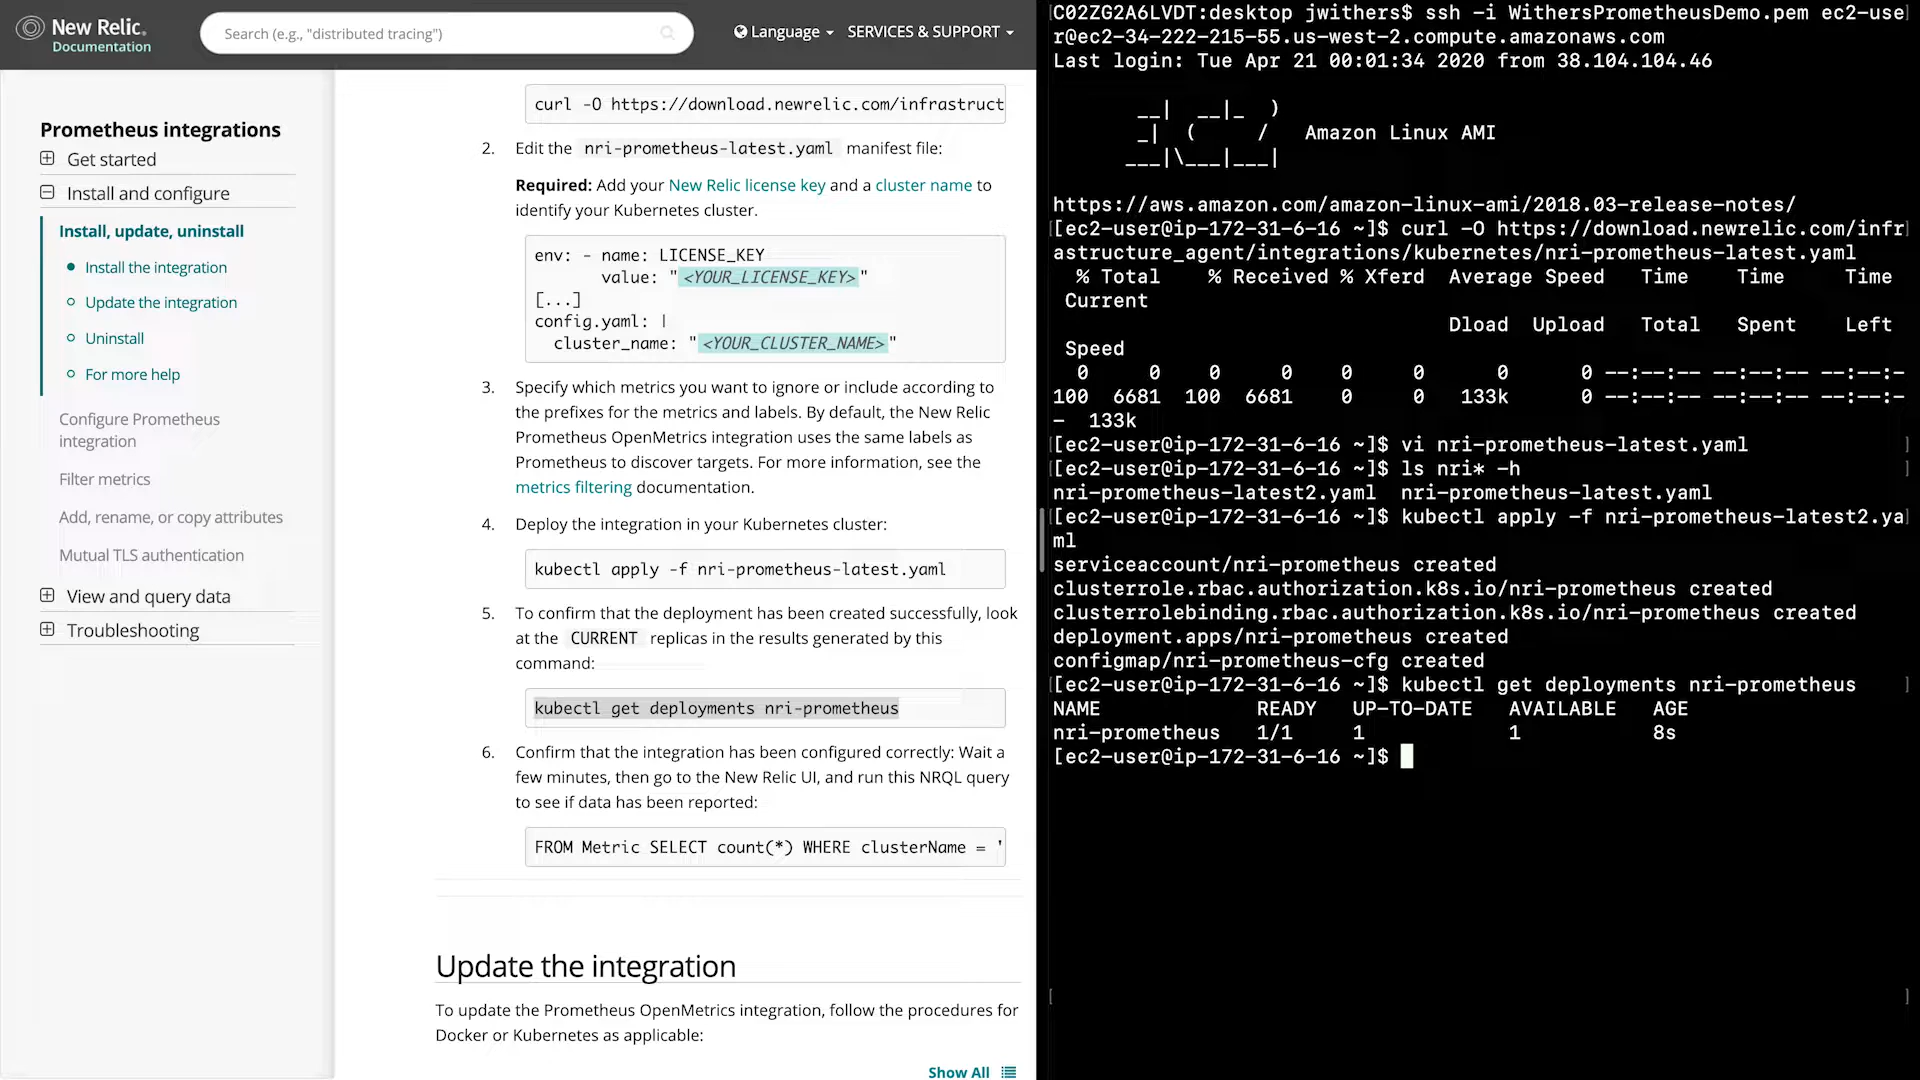 New Relic.
Documentation
Search (e.g., "distributed tracing")
Language
SERVICES & SUPPORT
Prometheus integrations
Get started
Install and configure
Install, update, uninstall
Install the integration
Update the integration
Uninstall
For more help
Configure Prometheus
integration
Filter metrics
Add, rename, or copy attributes
Mutual TLS authentication
View and query data
Troubleshooting
curl -O https://download.newrelic.com/infrastruct
2. Edit the nri-prometheus-latest.yaml manifest file:
Required: Add your New Relic license key and a cluster name to
identify your Kubernetes cluster.
env: - name: LICENSE_KEY
value: "<YOUR_LICENSE_KEY>"
[...]
config.yaml: |
cluster_name: "<YOUR_CLUSTER_NAME>"
3. Specify which metrics you want to ignore or include according to
the prefixes for the metrics and labels. By default, the New Relic
Prometheus OpenMetrics integration uses the same labels as
Prometheus to discover targets. For more information, see the
metrics filtering documentation.
4. Deploy the integration in your Kubernetes cluster:
kubectl apply -f nri-prometheus-latest.yaml
5. To confirm that the deployment has been created successfully, look
at the CURRENT replicas in the results generated by this
command:
kubectl get deployments nri-prometheus
6. Confirm that the integration has been configured correctly: Wait a
few minutes, then go to the New Relic UI, and run this NRQL query
to see if data has been reported:
FROM Metric SELECT count(*) WHERE clusterName = '
Update the integration
To update the Prometheus OpenMetrics integration, follow the procedures for
Docker or Kubernetes as applicable:
Show All
C02ZG2A6LVDT:desktop jwithers$ ssh -i WithersPrometheusDemo.pem ec2-use
r@ec2-34-222-215-55.us-west-2.compute.amazonaws.com
Last login: Tue Apr 21 00:01:34 2020 from 38.104.104.46
__|  __|_  )
_|  (     /   Amazon Linux AMI
___|\___|___|
https://aws.amazon.com/amazon-linux-ami/2018.03-release-notes/
[ec2-user@ip-172-31-6-16 ~]$ curl -O https://download.newrelic.com/infr
astructure_agent/integrations/kubernetes/nri-prometheus-latest.yaml
% Total % Received % Xferd Average Speed Time Time Time
Current
Dload Upload Total Spent Left
Speed
0 0 0 0 0 0 0 0 --:--:-- --:--:-- --:--:-
100 6681 100 6681 0 0 133k 0 --:--:-- --:--:-- --:--:-
- 133k
[ec2-user@ip-172-31-6-16 ~]$ vi nri-prometheus-latest.yaml
[ec2-user@ip-172-31-6-16 ~]$ ls nri* -h
nri-prometheus-latest2.yaml nri-prometheus-latest.yaml
[ec2-user@ip-172-31-6-16 ~]$ kubectl apply -f nri-prometheus-latest2.ya
ml
serviceaccount/nri-prometheus created
clusterrole.rbac.authorization.k8s.io/nri-prometheus created
clusterrolebinding.rbac.authorization.k8s.io/nri-prometheus created
deployment.apps/nri-prometheus created
configmap/nri-prometheus-cfg created
[ec2-user@ip-172-31-6-16 ~]$ kubectl get deployments nri-prometheus
NAME READY UP-TO-DATE AVAILABLE AGE
nri-prometheus 1/1 1 1 8s
[ec2-user@ip-172-31-6-16 ~]$